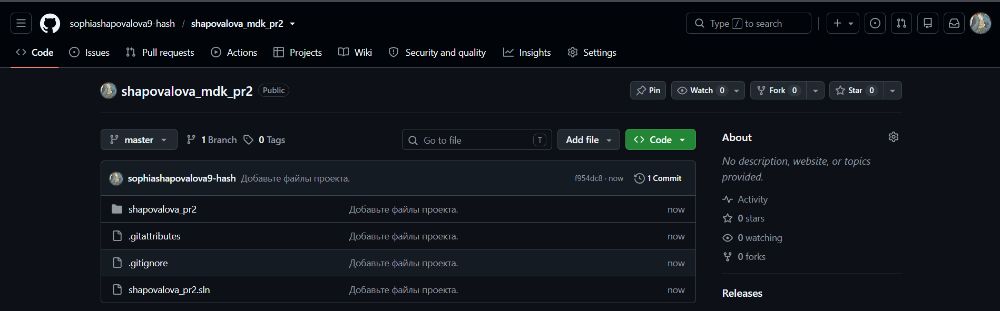 sophiashapovalova9-hash / shapovalova_mdk_pr2
Type / to search
Code Issues Pull requests Actions Projects Wiki Security and quality Insights Settings
shapovalova_mdk_pr2 Public
Pin Watch 0 Fork 0 Star 0
master 1 Branch 0 Tags Go to file T Add file Code
sophiashapovalova9-hash Добавьте файлы проекта. f954dc8 · now 1 Commit
shapovalova_pr2 Добавьте файлы проекта. now
.gitattributes Добавьте файлы проекта. now
.gitignore Добавьте файлы проекта. now
shapovalova_pr2.sln Добавьте файлы проекта. now
About
No description, website, or topics
provided.
Activity
0 stars
0 watching
0 forks
Releases